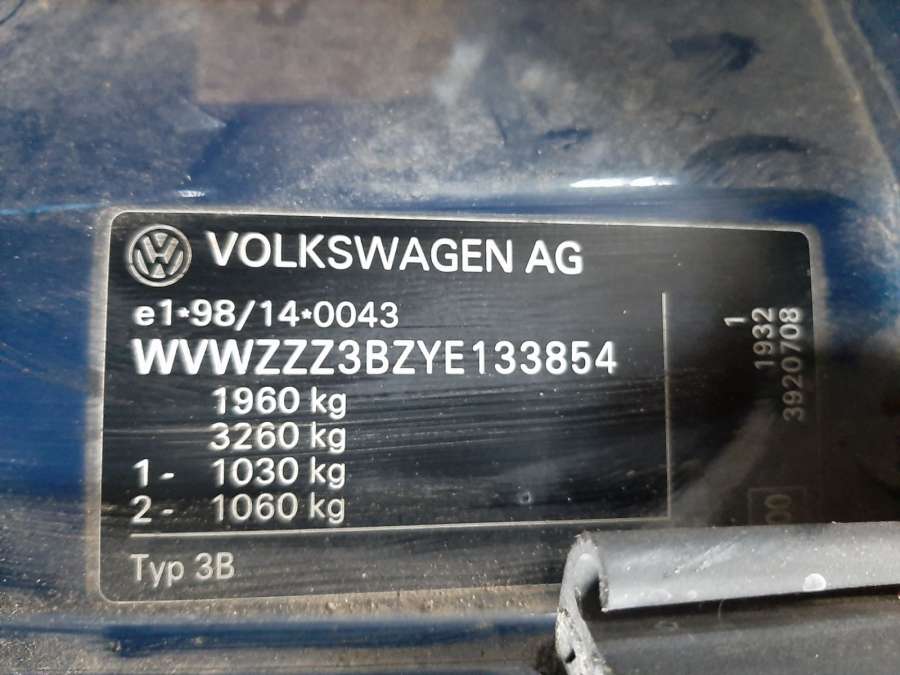 VOLKSWAGEN AG
e1*98/14*0043
WVWZZZ3BZYE133854
1960 kg
3260 kg
1- 1030 kg
2- 1060 kg
Typ 3B
1
1932
3920708